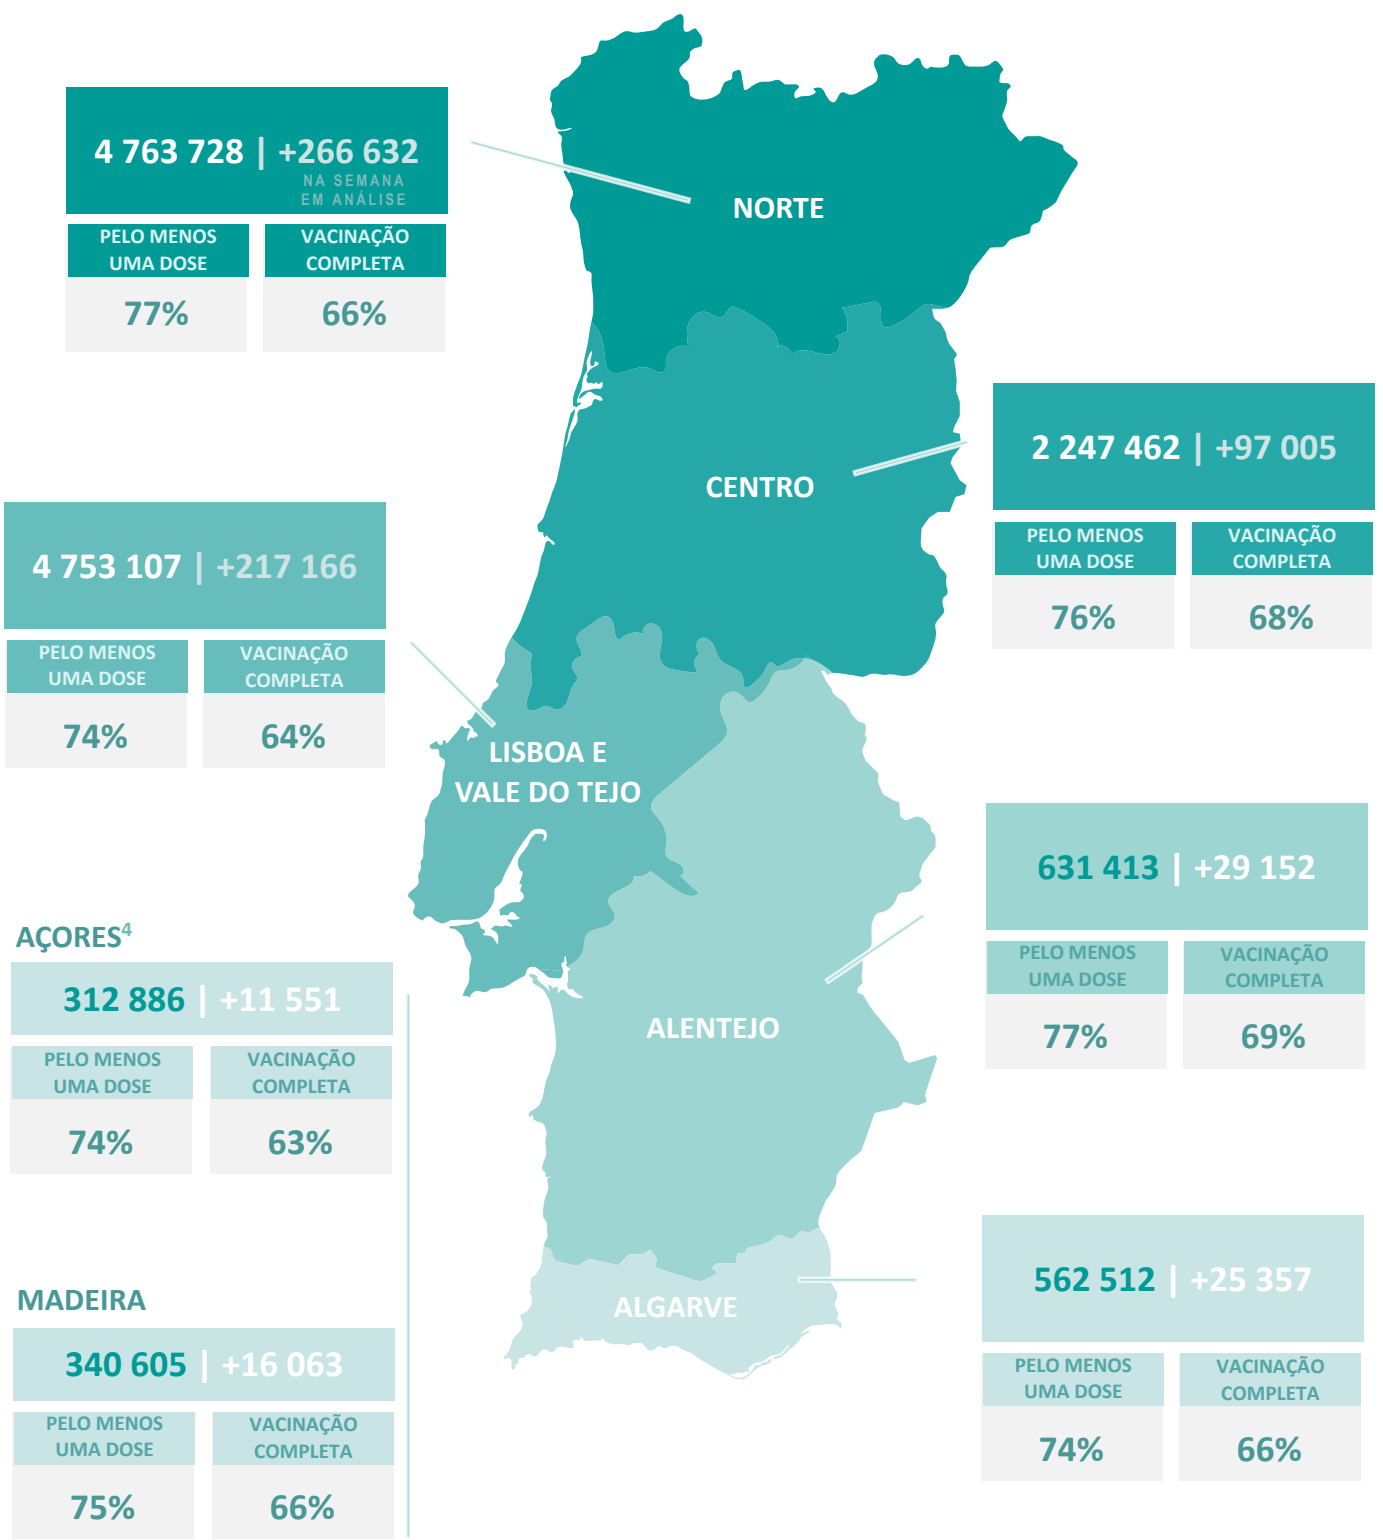 4 763 728 | +266 632
NA SEMANA
EM ANÁLISE
PELO MENOS
UMA DOSE
VACINAÇÃO
COMPLETA
77%
66%
NORTE
CENTRO
2 247 462 | +97 005
PELO MENOS
UMA DOSE
VACINAÇÃO
COMPLETA
76%
68%
4 753 107 | +217 166
PELO MENOS
UMA DOSE
VACINAÇÃO
COMPLETA
74%
64%
LISBOA E
VALE DO TEJO
631 413 | +29 152
PELO MENOS
UMA DOSE
VACINAÇÃO
COMPLETA
77%
69%
ALENTEJO
AÇORES⁴
312 886 | +11 551
PELO MENOS
UMA DOSE
VACINAÇÃO
COMPLETA
74%
63%
562 512 | +25 357
PELO MENOS
UMA DOSE
VACINAÇÃO
COMPLETA
74%
66%
ALGARVE
MADEIRA
340 605 | +16 063
PELO MENOS
UMA DOSE
VACINAÇÃO
COMPLETA
75%
66%